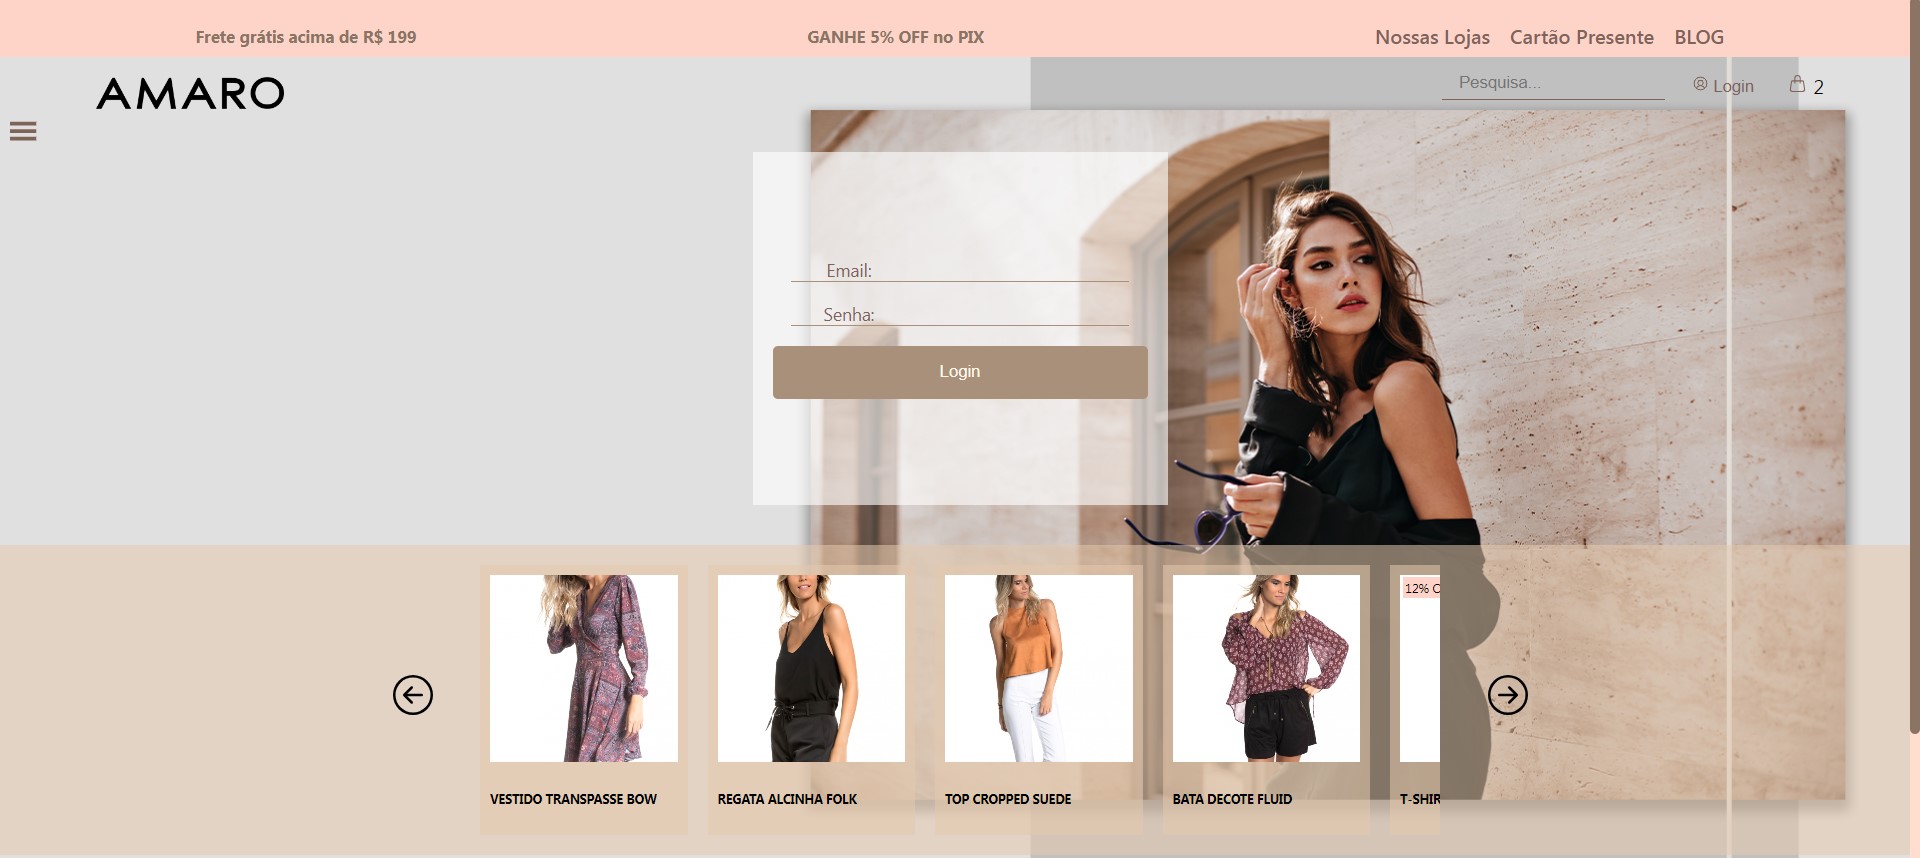 Frete grátis acima de R$ 199
GANHE 5% OFF no PIX
Nossas Lojas Cartão Presente BLOG
AMARO
Pesquisa...
Login
2
Email:
Senha:
Login
12% O
VESTIDO TRANSPASSE BOW
REGATA ALCINHA FOLK
TOP CROPPED SUEDE
BATA DECOTE FLUID
T-SHIR